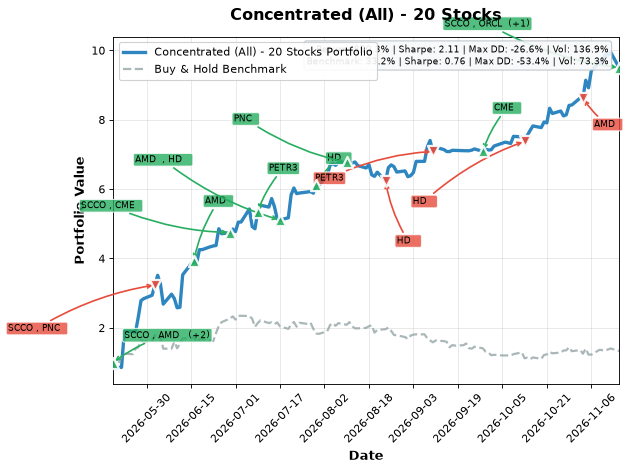 Concentrated (All) - 20 Stocks
SCCO , ORCL (+1)
Concentrated (All) - 20 Stocks Portfolio
Buy & Hold Benchmark
3% | Sharpe: 2.11 | Max DD: -26.6% | Vol: 136.9%
.2% | Sharpe: 0.76 | Max DD: -53.4% | Vol: 73.3%
PNC
CME
AMD
AMD , HD
HD
PETR3
PETR3
SCCO , CME
AMD
HD
HD
SCCO , PNC
SCCO , AMD (+2)
Portfolio Value
10
8
6
4
2
2026-05-30
2026-06-15
2026-07-01
2026-07-17
2026-08-02
2026-08-18
2026-09-03
2026-09-19
2026-10-05
2026-10-21
2026-11-06
Date